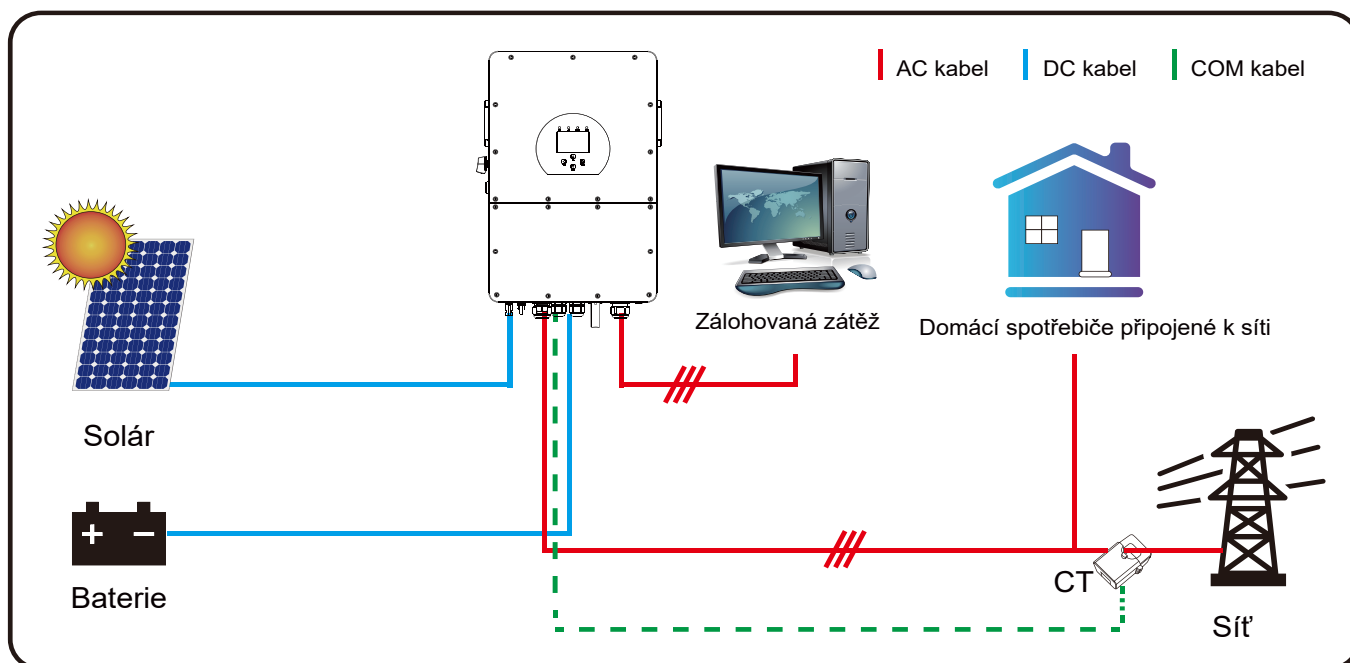 AC kabel
DC kabel
COM kabel
Zálohovaná zátěž
Domácí spotřebiče připojené k síti
Solár
Baterie
CT
Síť